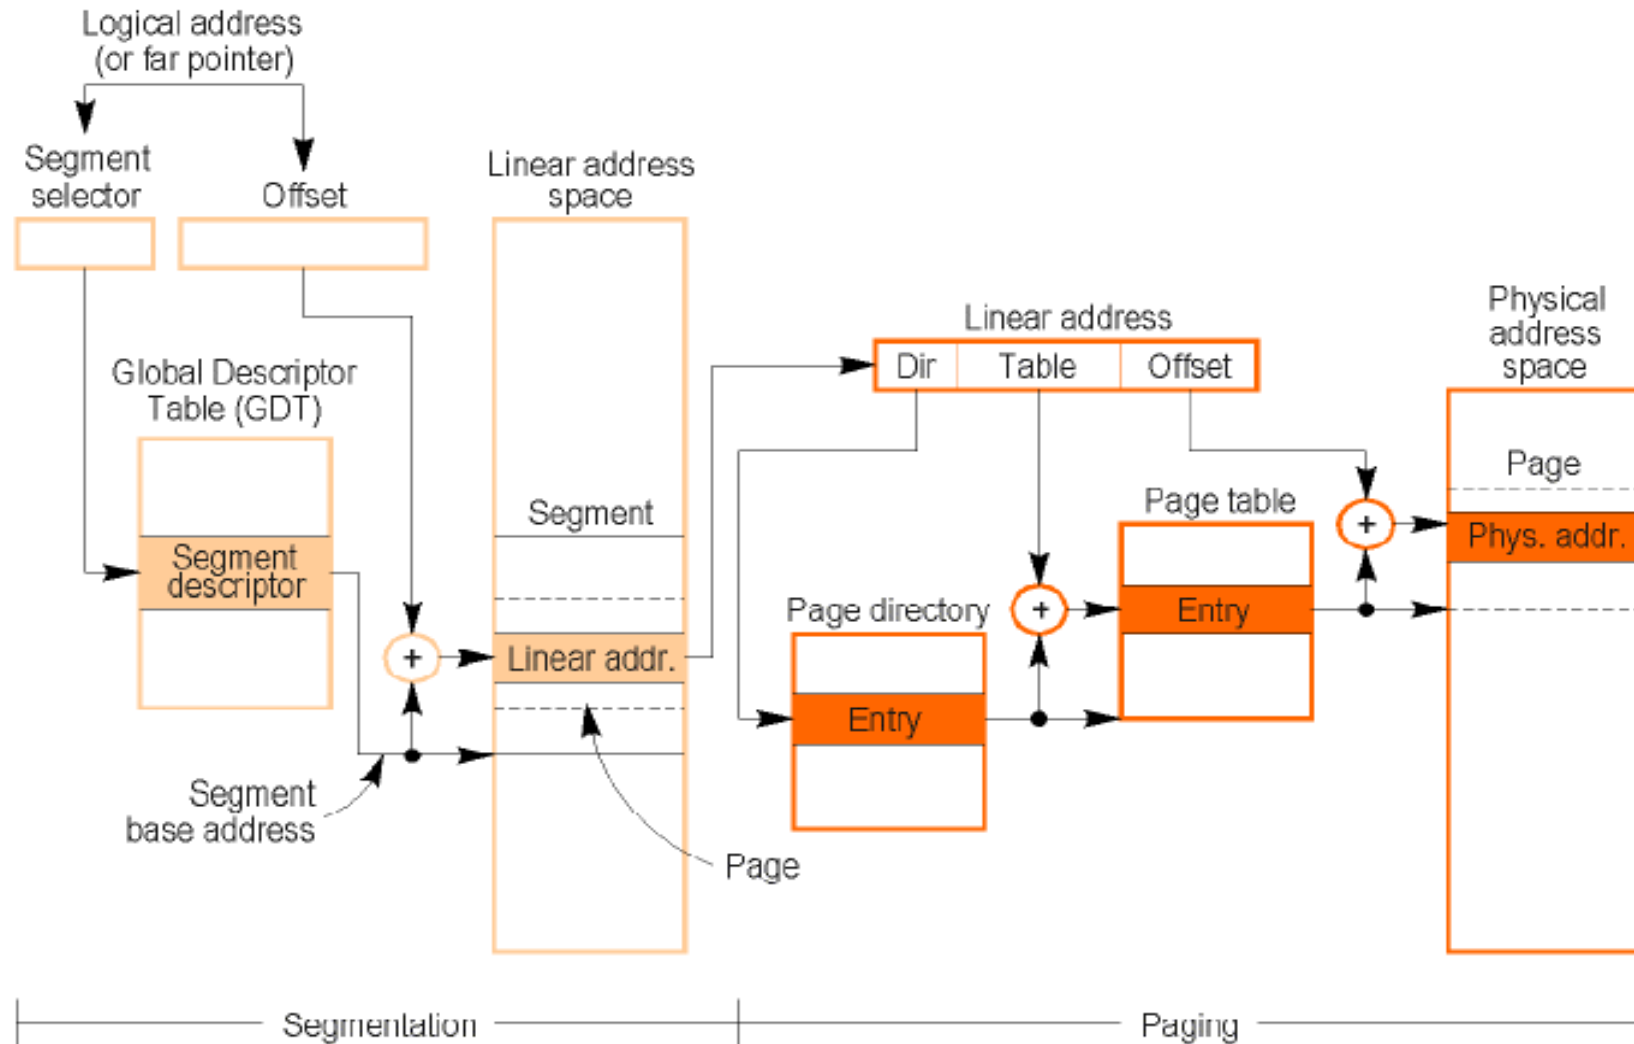 Logical address
(or far pointer)
Segment
selector
Offset
Linear address
space
Global Descriptor
Table (GDT)
Segment
descriptor
+
Segment
base address
Segment
Linear addr.
Page
Linear address
Dir
Table
Offset
Page directory
Entry
+
Page table
Entry
+
Physical
address
space
Page
Phys. addr.
Segmentation
Paging